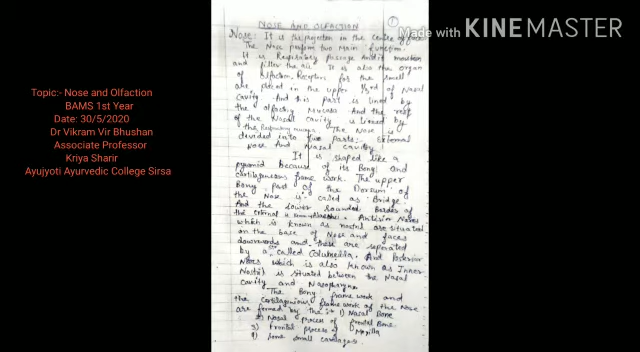 Topic:- Nose and Olfaction
BAMS 1st Year
Date: 30/5/2020
Dr Vikram Vir Bhushan
Associate Professor
Kriya Sharir
Ayujyoti Ayurvedic College Sirsa
Made with KINEMASTER
NOSE AND OLFACTION
1
Nose: It is the projection in the centre of face
The Nose perform two main function.
It is Respiratory passage
and filter the air. It is also the organ
of olfaction. Receptors for the smell
are placed in the upper 1/3rd of Nasal
Cavity. And this part is lined by
the olfactory mucosa And the rest
of the Nasal cavity is lined by
the Respiratory The Nose is
divided into two parts:- External
Nose And Nasal cavity.
It is shaped like a
pyramid because of its Bony and
cartilagenous frame work. The upper
Bony part of the Dorsum of
the Nose is called as Bridge
And the lower Rounded Border of
the external is Anterior Nares
which is known as nostril are situated
on the base of Nose and faces
downwards and these are seperated
by a called Columella. And Posterior
Nares which is also known as Inner
Nostril is situated between the Nasal
cavity and Nasopharynx
The Bony frame work and
the cartilaginous frame work of the Nose
are formed by the 1) Nasal Bone
2) Nasal process of frontal Bone
3) frontal process of Maxilla
4) Some small cartilages.